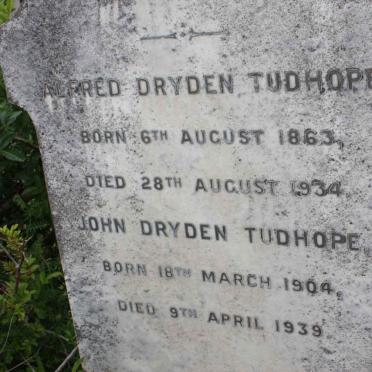 ALFRED DRYDEN TUDHOPE
BORN 6TH AUGUST 1863,
DIED 28TH AUGUST 1934
JOHN DRYDEN TUDHOPE,
BORN 18TH MARCH 1904,
DIED 9TH APRIL 1939